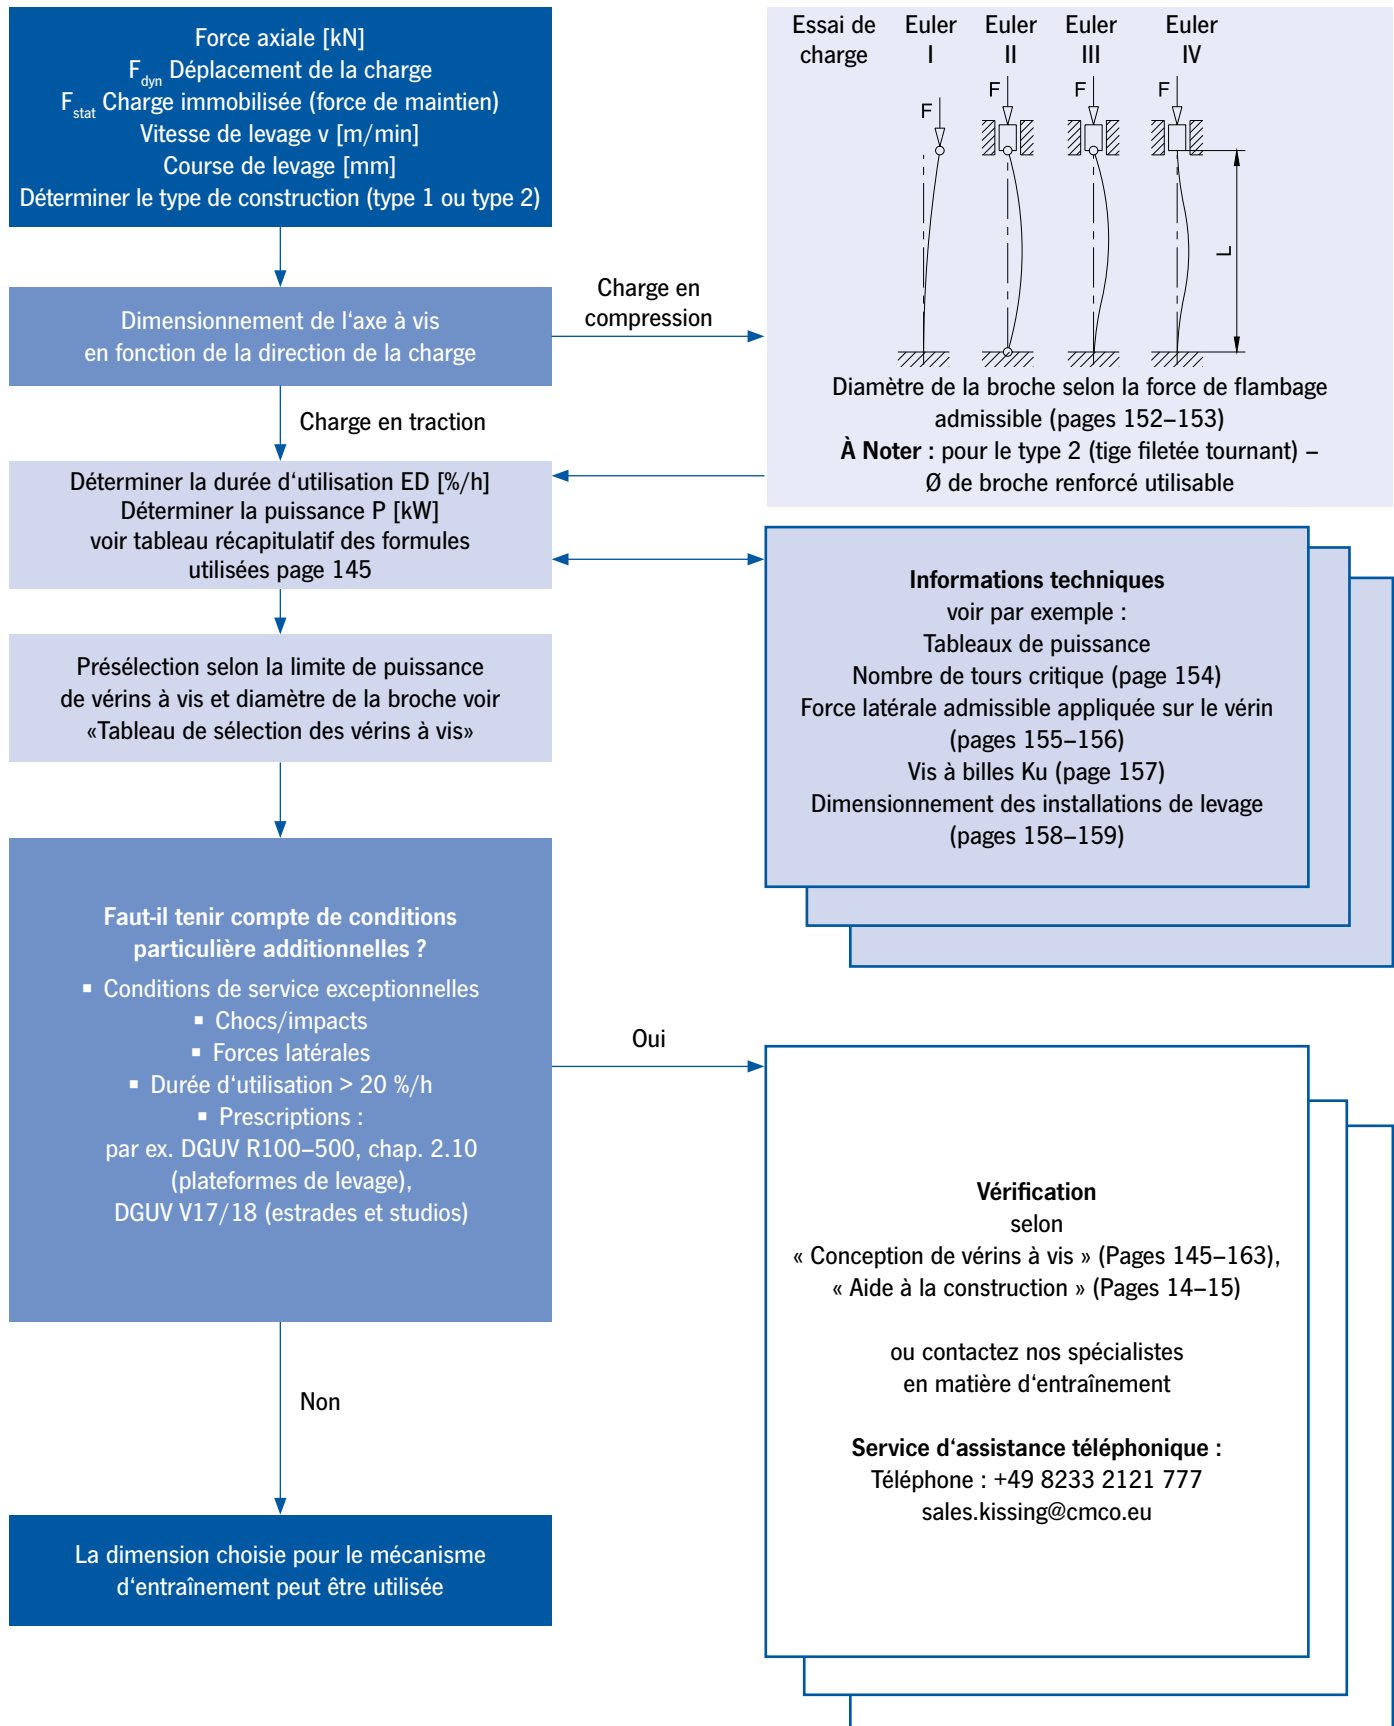 Force axiale [kN]
F_dyn Déplacement de la charge
F_stat Charge immobilisée (force de maintien)
Vitesse de levage v [m/min]
Course de levage [mm]
Déterminer le type de construction (type 1 ou type 2)
Essai de charge
Euler I
Euler II
Euler III
Euler IV
F
F
F
F
L
Diamètre de la broche selon la force de flambage
admissible (pages 152–153)
À Noter : pour le type 2 (tige filetée tournant) –
Ø de broche renforcé utilisable
Dimensionnement de l‘axe à vis
en fonction de la direction de la charge
Charge en
compression
Charge en traction
Déterminer la durée d‘utilisation ED [%/h]
Déterminer la puissance P [kW]
voir tableau récapitulatif des formules
utilisées page 145
Informations techniques
voir par exemple :
Tableaux de puissance
Nombre de tours critique (page 154)
Force latérale admissible appliquée sur le vérin
(pages 155–156)
Vis à billes Ku (page 157)
Dimensionnement des installations de levage
(pages 158–159)
Présélection selon la limite de puissance
de vérins à vis et diamètre de la broche voir
«Tableau de sélection des vérins à vis»
Faut-il tenir compte de conditions
particulière additionnelles ?
▪ Conditions de service exceptionnelles
▪ Chocs/impacts
▪ Forces latérales
▪ Durée d‘utilisation > 20 %/h
▪ Prescriptions :
par ex. DGUV R100–500, chap. 2.10
(plateformes de levage),
DGUV V17/18 (estrades et studios)
Oui
Vérification
selon
« Conception de vérins à vis » (Pages 145–163),
« Aide à la construction » (Pages 14–15)
ou contactez nos spécialistes
en matière d‘entraînement
Service d‘assistance téléphonique :
Téléphone : +49 8233 2121 777
sales.kissing@cmco.eu
Non
La dimension choisie pour le mécanisme
d‘entraînement peut être utilisée